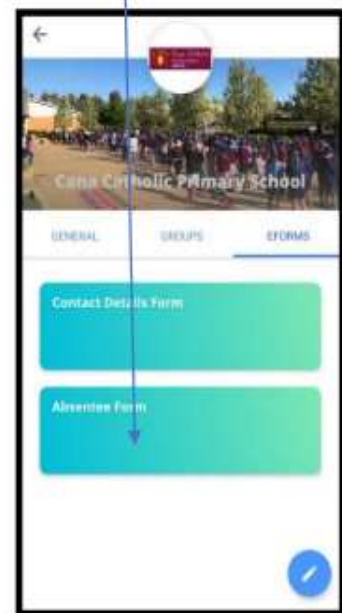 Cana Catholic Primary School
GENERAL GROUPS EFORMS
Contact Details Form
Absentee Form